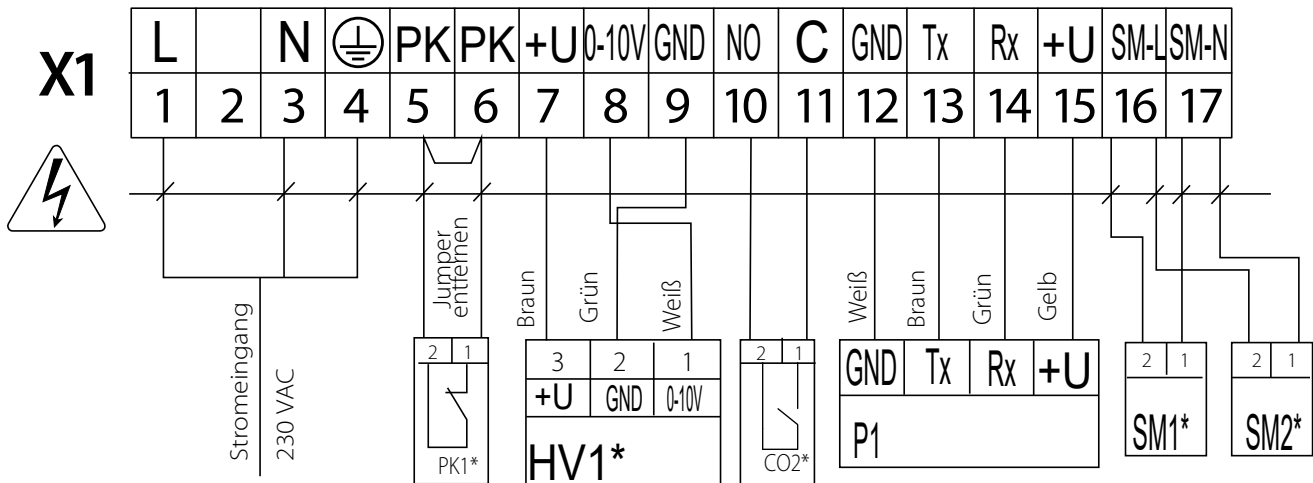 X1
L N PK PK +U 0-10V GND NO C GND Tx Rx +U SM-L SM-N
1 2 3 4 5 6 7 8 9 10 11 12 13 14 15 16 17
Stromeingang
230 VAC
Jumper
entfernen
Braun
Grün
Weiß
Weiß
Braun
Grün
Gelb
2 1
PK1*
3 2 1
+U GND 0-10V
HV1*
2 1
CO2*
GND Tx Rx +U
P1
2 1
SM1*
2 1
SM2*